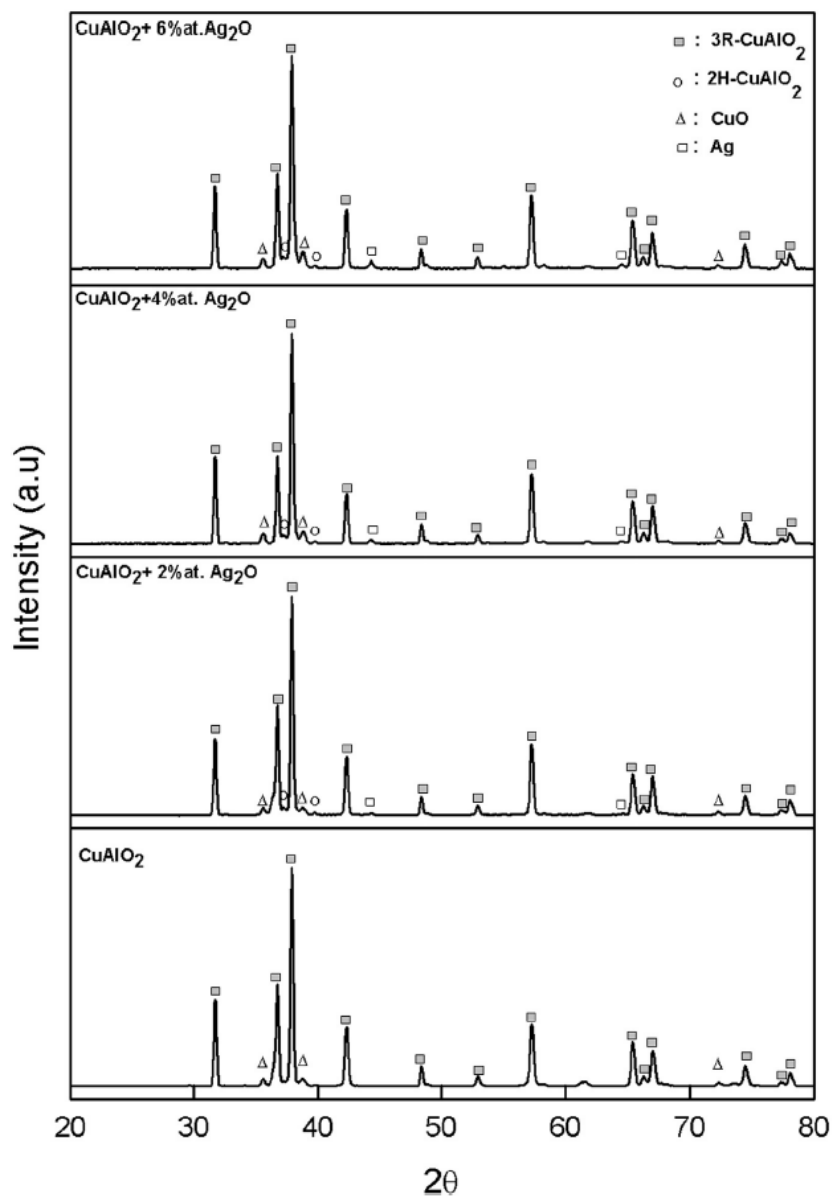 CuAlO₂+ 6%at.Ag₂O
: 3R-CuAlO₂
: 2H-CuAlO₂
: CuO
: Ag
CuAlO₂+4%at. Ag₂O
CuAlO₂+ 2%at. Ag₂O
CuAlO₂
Intensity (a.u)
20 30 40 50 60 70 80
2θ